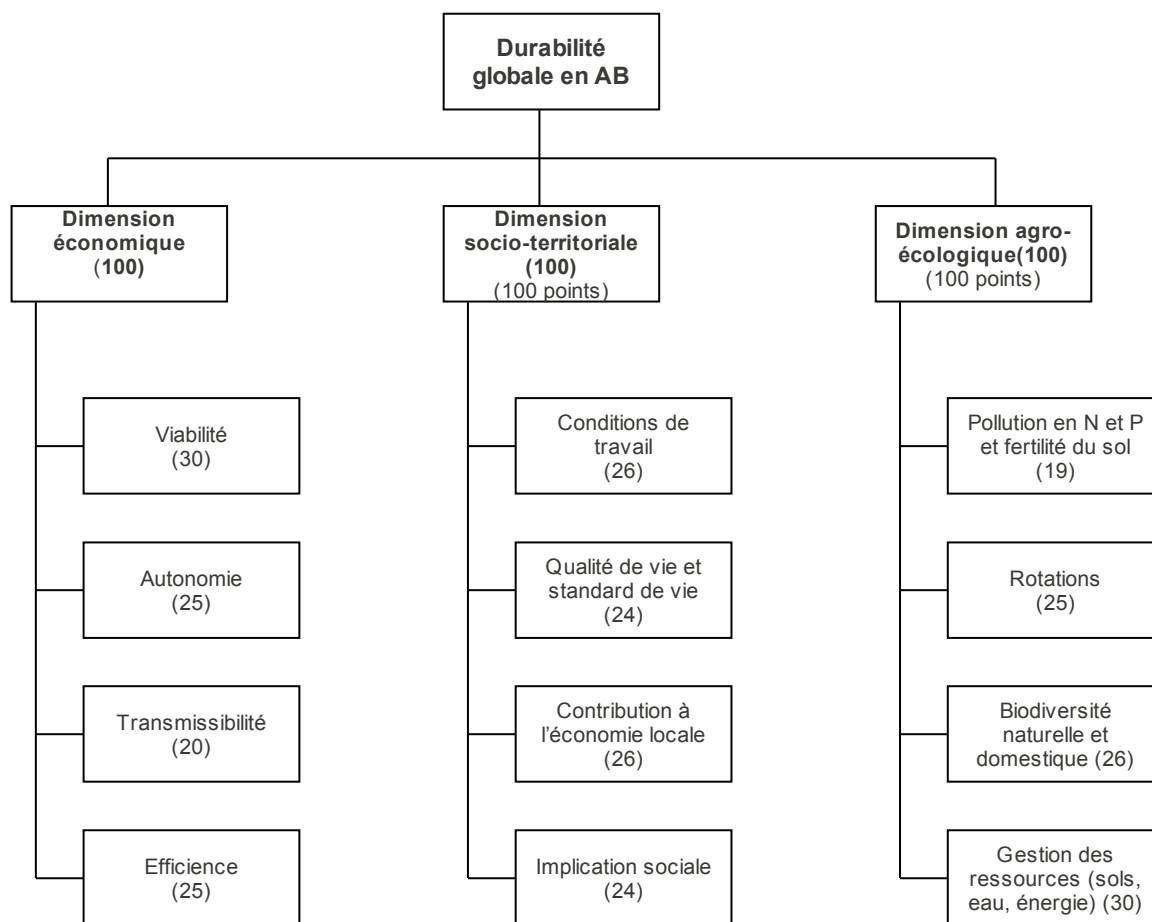 Durabilité
globale en AB
Dimension
économique
(100)
Dimension
socio-territoriale
(100)
(100 points)
Dimension agro-
écologique(100)
(100 points)
Viabilité
(30)
Autonomie
(25)
Transmissibilité
(20)
Efficience
(25)
Conditions de
travail
(26)
Qualité de vie et
standard de vie
(24)
Contribution à
l’économie locale
(26)
Implication sociale
(24)
Pollution en N et P
et fertilité du sol
(19)
Rotations
(25)
Biodiversité
naturelle et
domestique (26)
Gestion des
ressources (sols,
eau, énergie) (30)